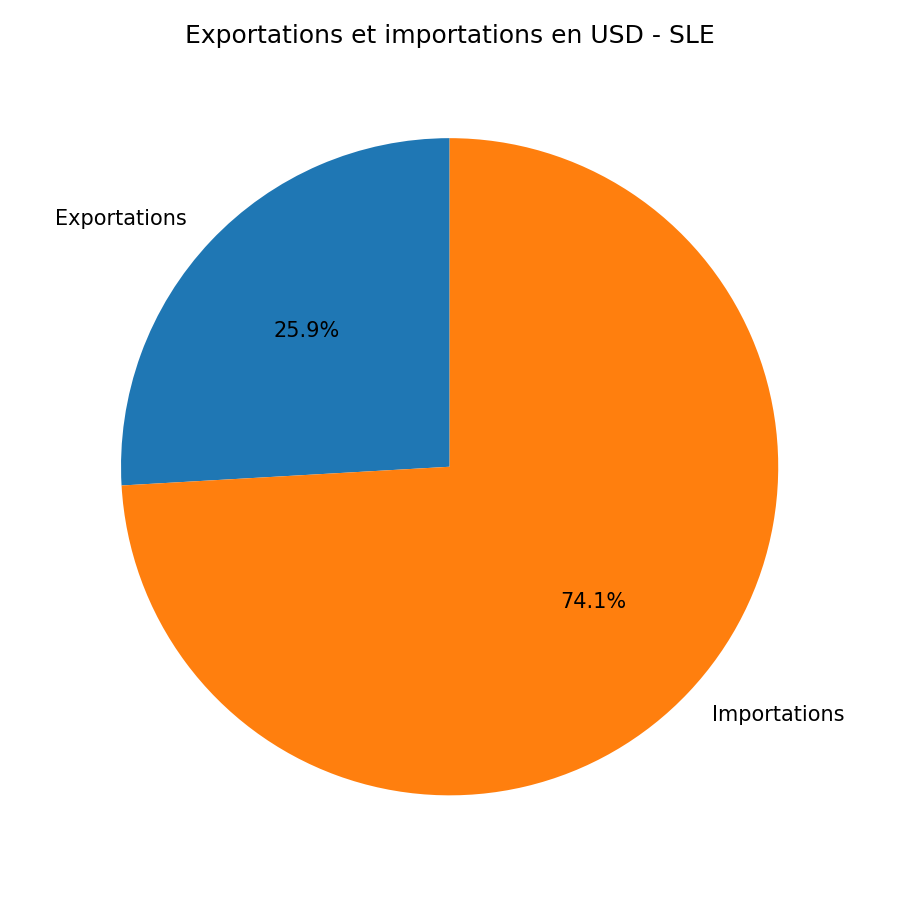 Exportations et importations en USD - SLE
Exportations
25.9%
74.1%
Importations